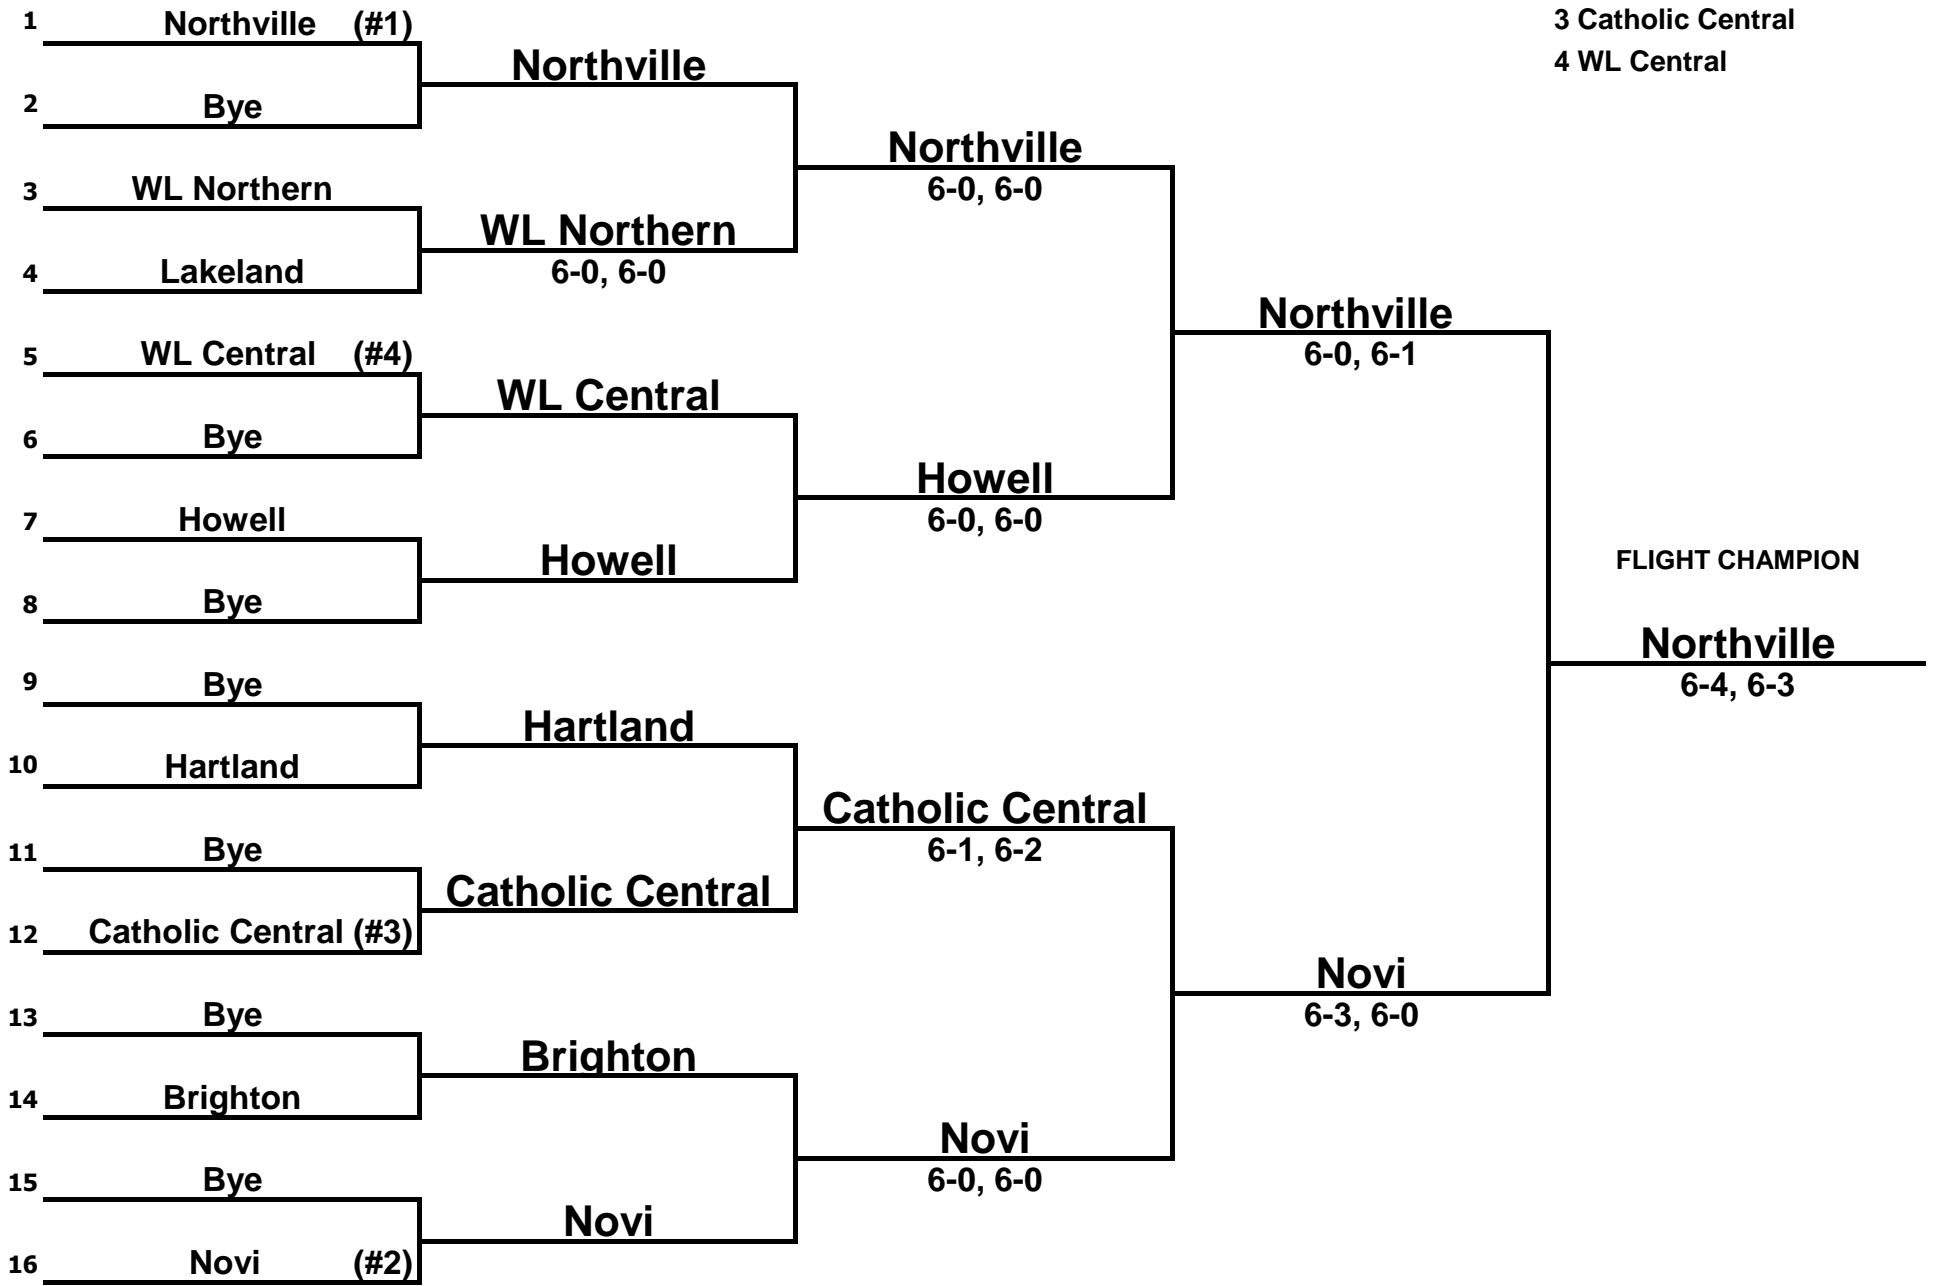 3 Catholic Central
4 WL Central
1 Northville (#1)
2 Bye
3 WL Northern
4 Lakeland
5 WL Central (#4)
6 Bye
7 Howell
8 Bye
9 Bye
10 Hartland
11 Bye
12 Catholic Central (#3)
13 Bye
14 Brighton
15 Bye
16 Novi (#2)
Northville
WL Northern
6-0, 6-0
WL Central
Howell
Hartland
Catholic Central
Brighton
Novi
Northville
6-0, 6-0
Howell
6-0, 6-0
Catholic Central
6-1, 6-2
Novi
6-0, 6-0
Northville
6-0, 6-1
Novi
6-3, 6-0
FLIGHT CHAMPION
Northville
6-4, 6-3